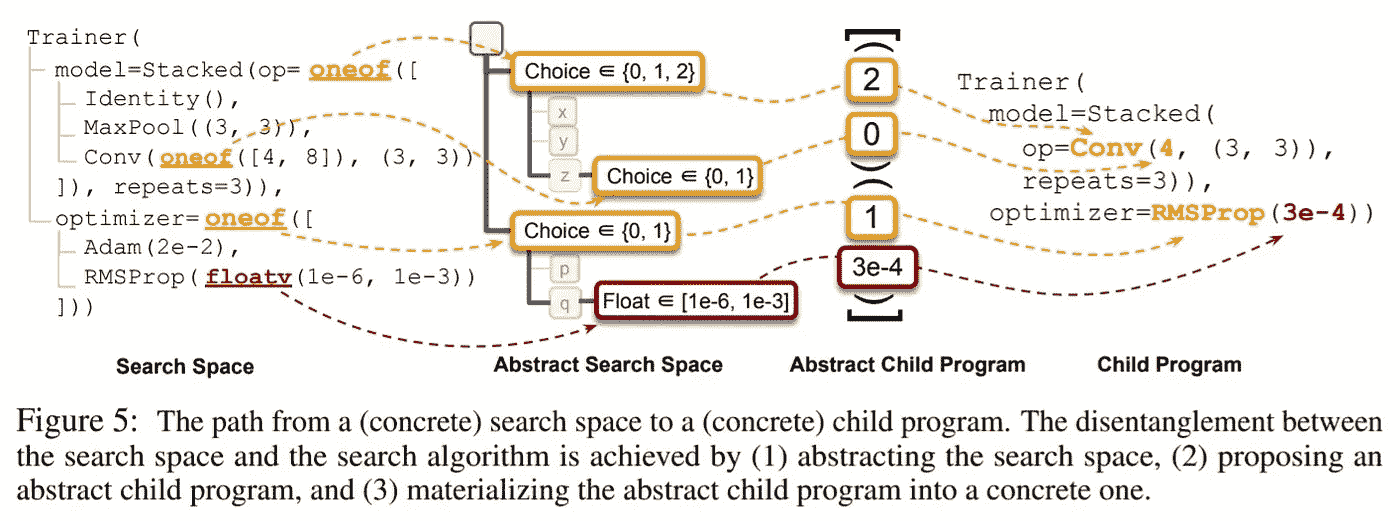 Trainer(
model=Stacked(op= oneof([
Identity(),
MaxPool((3, 3)),
Conv(oneof([4, 8]), (3, 3))
]), repeats=3)),
optimizer=oneof([
Adam(2e-2),
RMSProp(floatv(1e-6, 1e-3))
]))
Search Space
Choice ∈ {0, 1, 2}
x
y
z
Choice ∈ {0, 1}
Choice ∈ {0, 1}
p
q
Float ∈ [1e-6, 1e-3]
Abstract Search Space
[
(
2
0
)
(
1
3e-4
)
]
Abstract Child Program
Trainer(
model=Stacked(
op=Conv(4, (3, 3)),
repeats=3)),
optimizer=RMSProp(3e-4))
Child Program
Figure 5: The path from a (concrete) search space to a (concrete) child program. The disentanglement between
the search space and the search algorithm is achieved by (1) abstracting the search space, (2) proposing an
abstract child program, and (3) materializing the abstract child program into a concrete one.